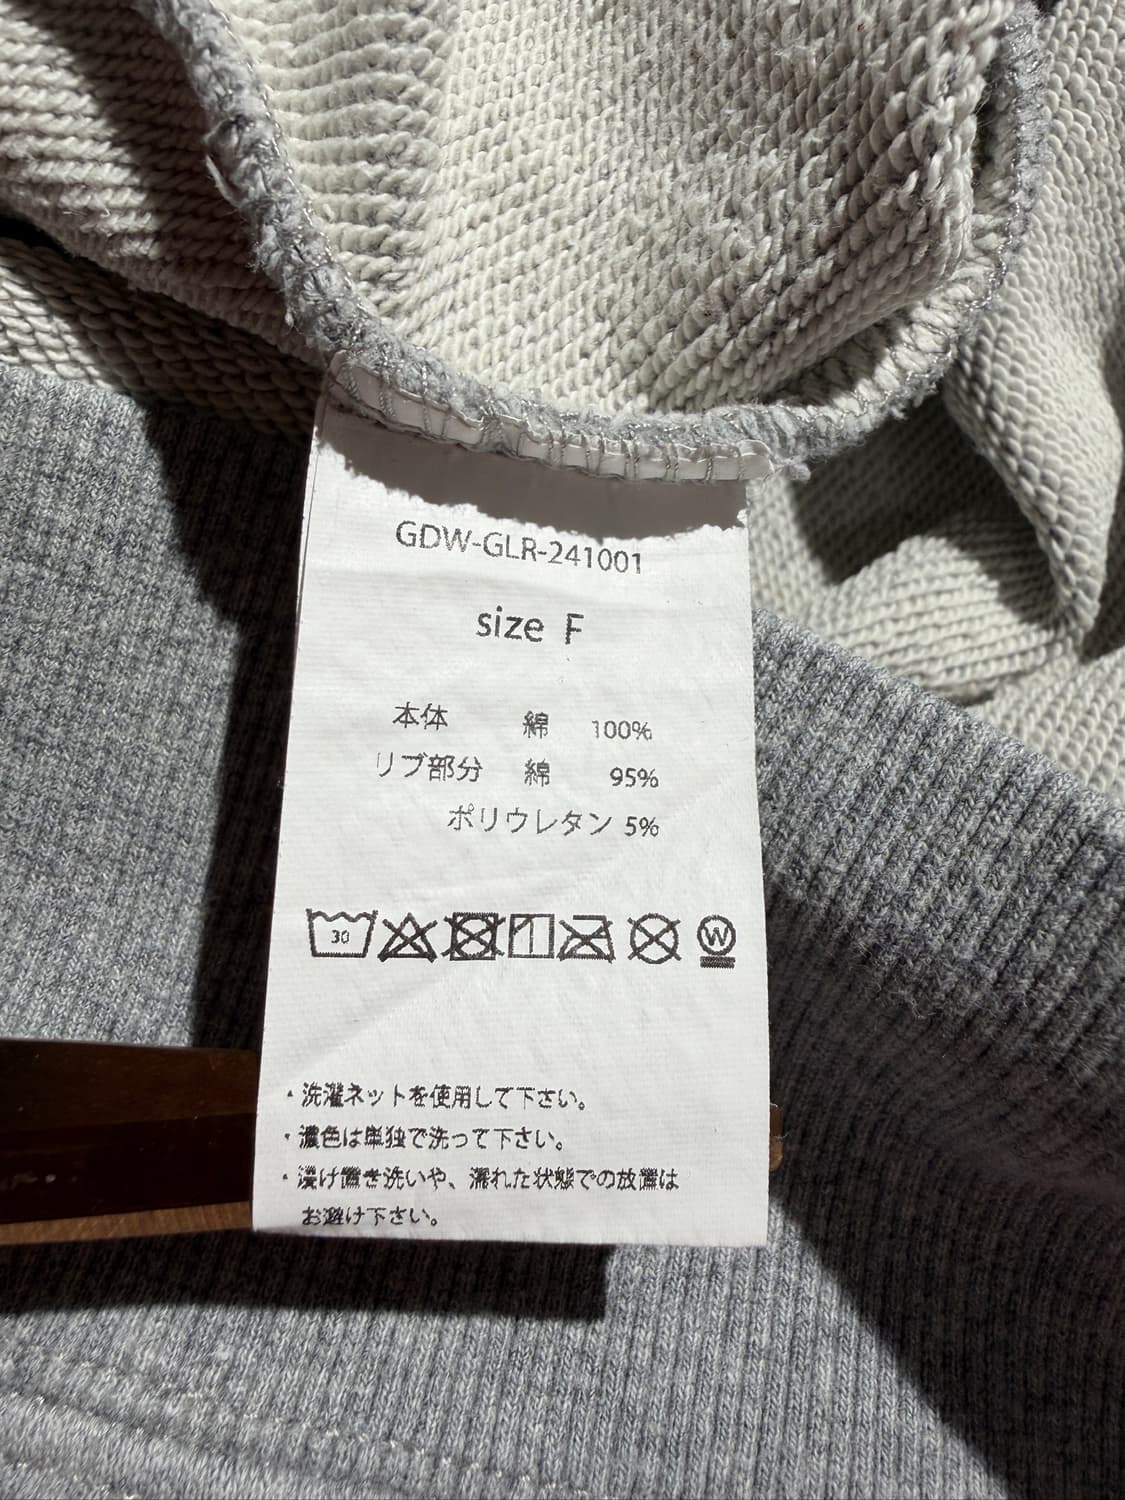 GDW-GLR-241001
size F
本体 綿 100%
リブ部分 綿 95%
ポリウレタン 5%
30 W
・洗濯ネットを使用して下さい。
・濃色は単独で洗って下さい。
・浸け置き洗いや、濡れた状態での放置は
お避け下さい。